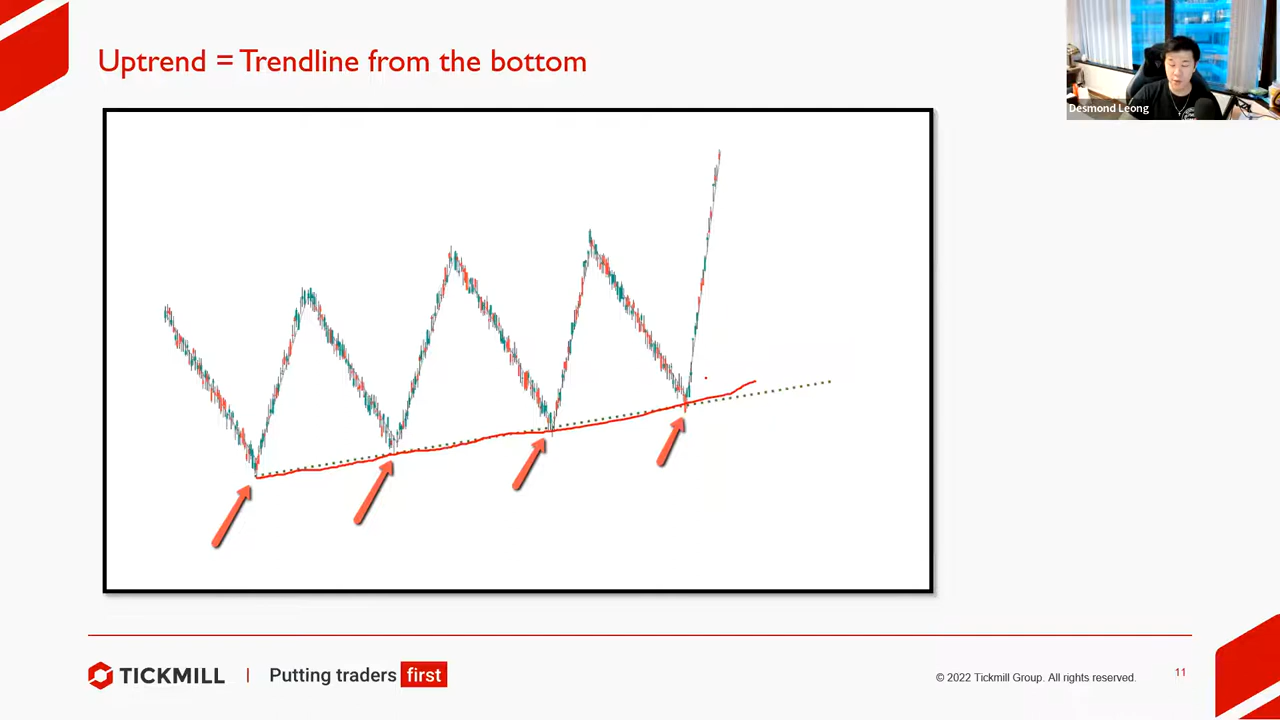 Uptrend = Trendline from the bottom
Desmond Leong
TICKMILL | Putting traders first
© 2022 Tickmill Group. All rights reserved.
11